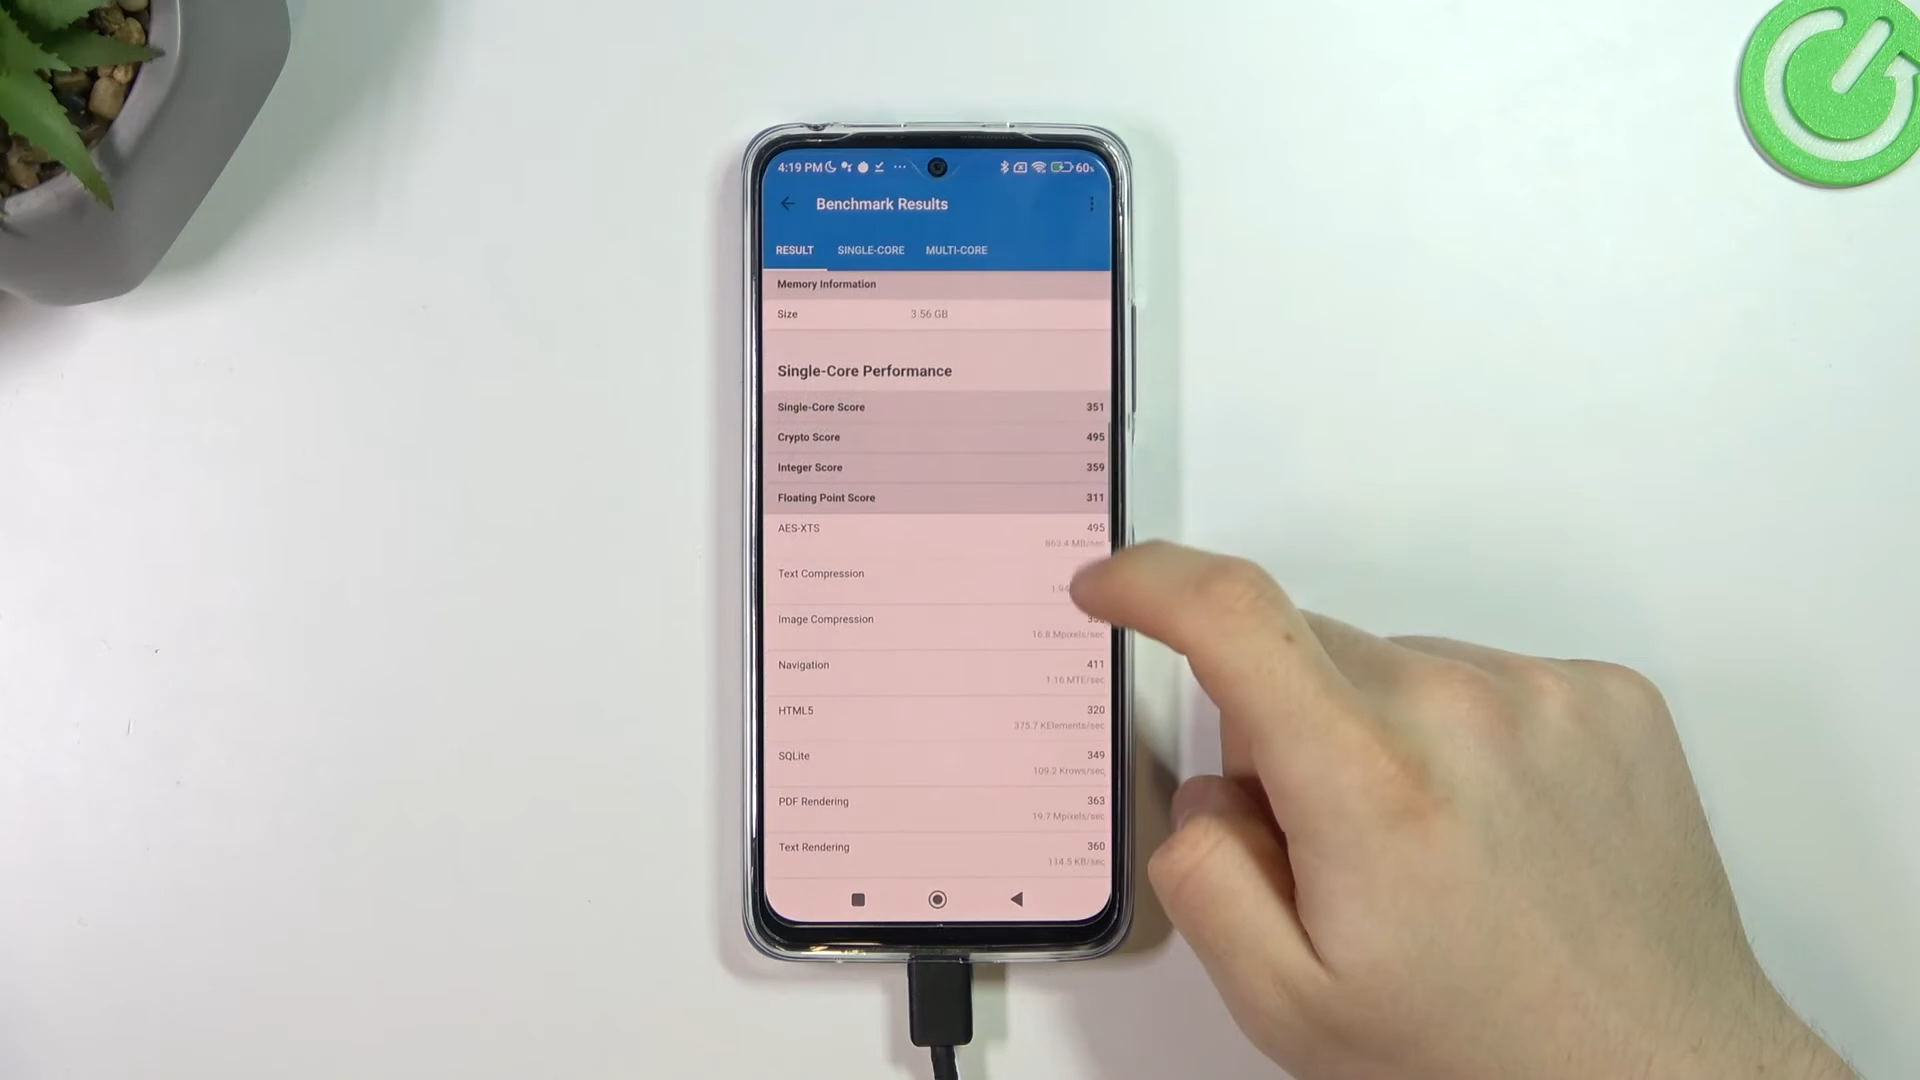 4:19 PM 60%
Benchmark Results
RESULT SINGLE-CORE MULTI-CORE
Memory Information
Size 3.56 GB
Single-Core Performance
Single-Core Score 351
Crypto Score 495
Integer Score 359
Floating Point Score 311
AES-XTS 495
MB/sec
Text Compression
Image Compression
16.8 Mpixels/sec
Navigation 411
1.16 MTE/sec
HTML5 320
375.7 KElements/sec
SQLite 349
109.2 Krows/sec
PDF Rendering 363
19.7 Mpixels/sec
Text Rendering 360
114.5 KB/sec